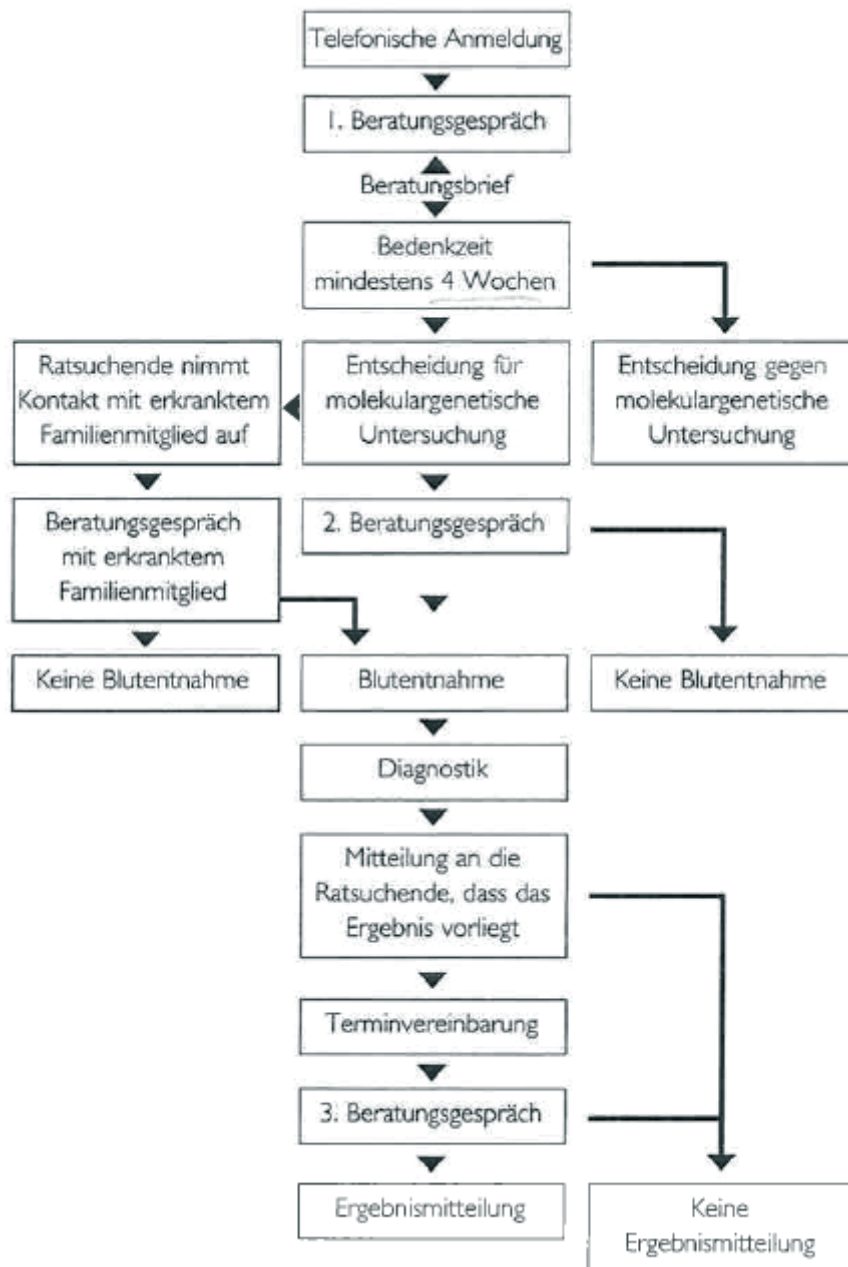 Telefonische Anmeldung
1. Beratungsgespräch
Beratungsbrief
Bedenkzeit
mindestens 4 Wochen
Ratsuchende nimmt
Kontakt mit erkranktem
Familienmitglied auf
Entscheidung für
molekulargenetische
Untersuchung
Entscheidung gegen
molekulargenetische
Untersuchung
Beratungsgespräch
mit erkranktem
Familienmitglied
2. Beratungsgespräch
Keine Blutentnahme
Blutentnahme
Keine Blutentnahme
Diagnostik
Mitteilung an die
Ratsuchende, dass das
Ergebnis vorliegt
Terminvereinbarung
3. Beratungsgespräch
Ergebnismitteilung
Keine
Ergebnismitteilung